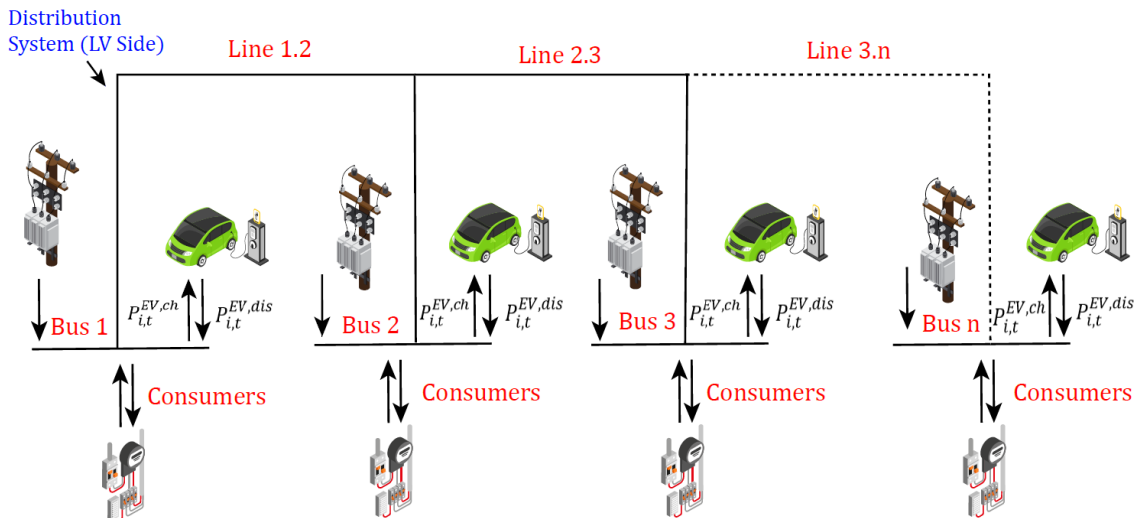 Distribution
System (LV Side)
Line 1.2
Line 2.3
Line 3.n
Bus 1
P_{i,t}^{EV,ch}
P_{i,t}^{EV,dis}
Bus 2
P_{i,t}^{EV,ch}
P_{i,t}^{EV,dis}
Bus 3
P_{i,t}^{EV,ch}
P_{i,t}^{EV,dis}
Bus n
P_{i,t}^{EV,ch}
P_{i,t}^{EV,dis}
Consumers
Consumers
Consumers
Consumers